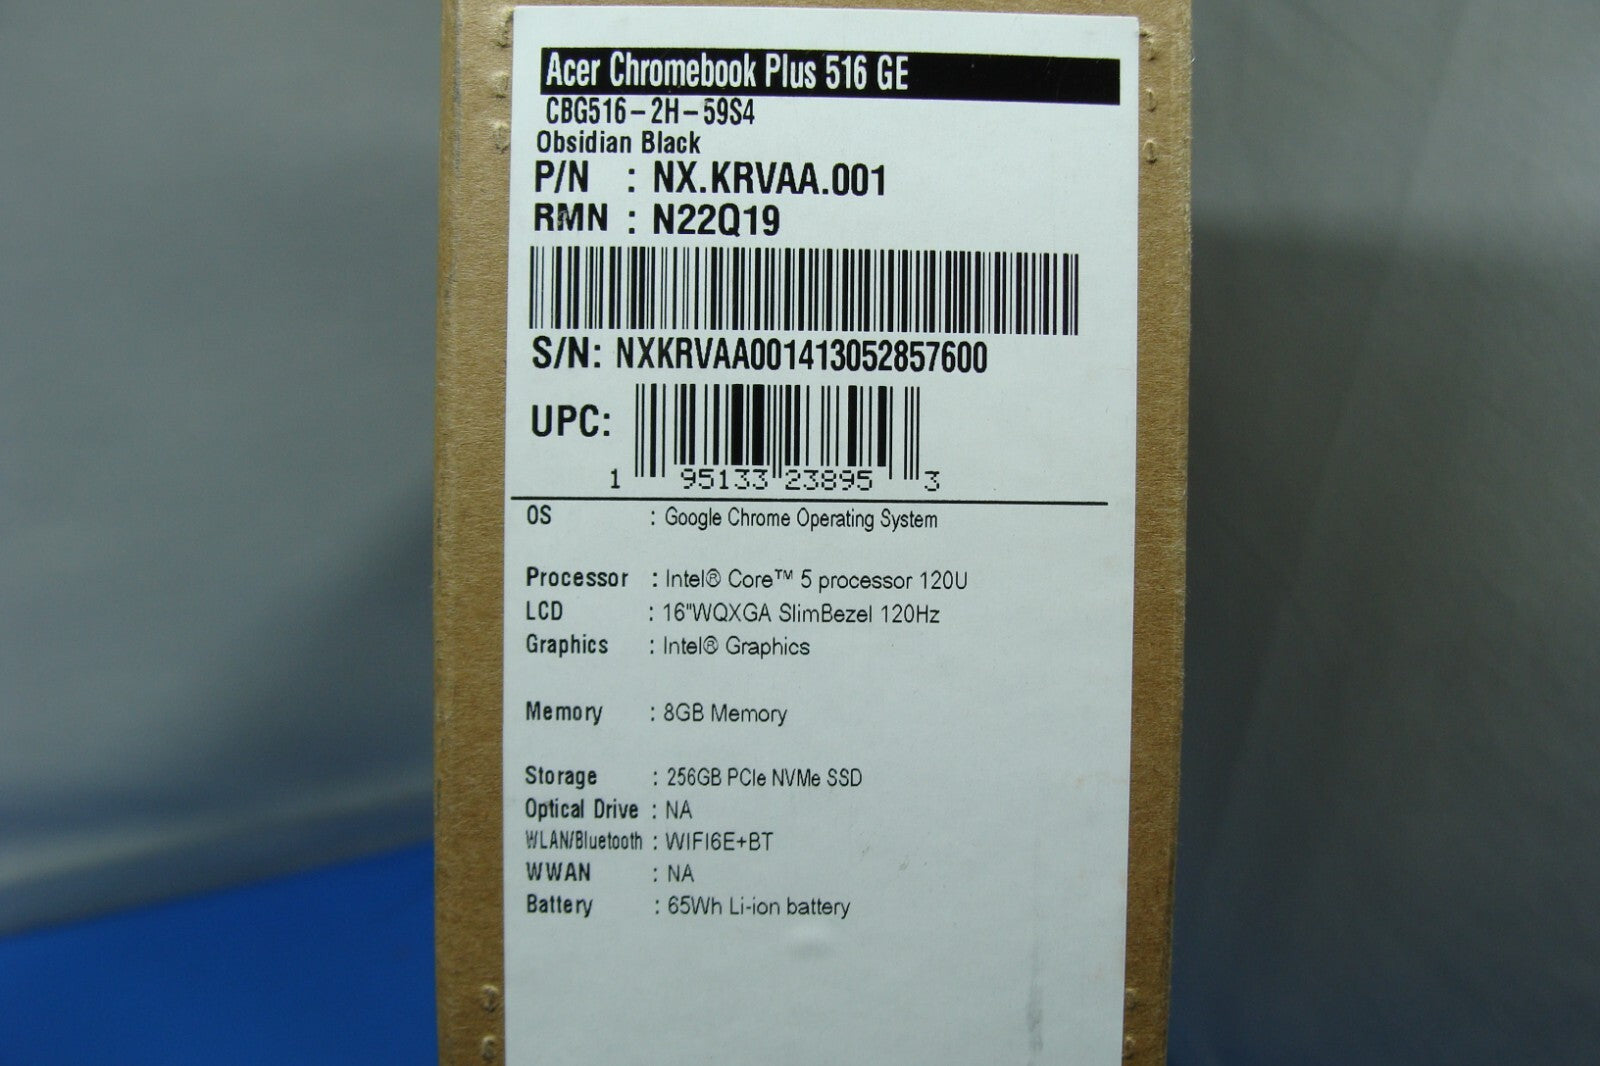 Acer Chromebook Plus 516 GE
CBG516-2H-59S4
Obsidian Black
P/N : NX.KRVAA.001
RMN : N22Q19
S/N: NXKRVAA001413052857600
UPC:
1 95133 23895 3
OS : Google Chrome Operating System
Processor : Intel® Core™ 5 processor 120U
LCD : 16"WQXGA SlimBezel 120Hz
Graphics : Intel® Graphics
Memory : 8GB Memory
Storage : 256GB PCIe NVMe SSD
Optical Drive : NA
WLAN/Bluetooth : WIFI6E+BT
WWAN : NA
Battery : 65Wh Li-ion battery